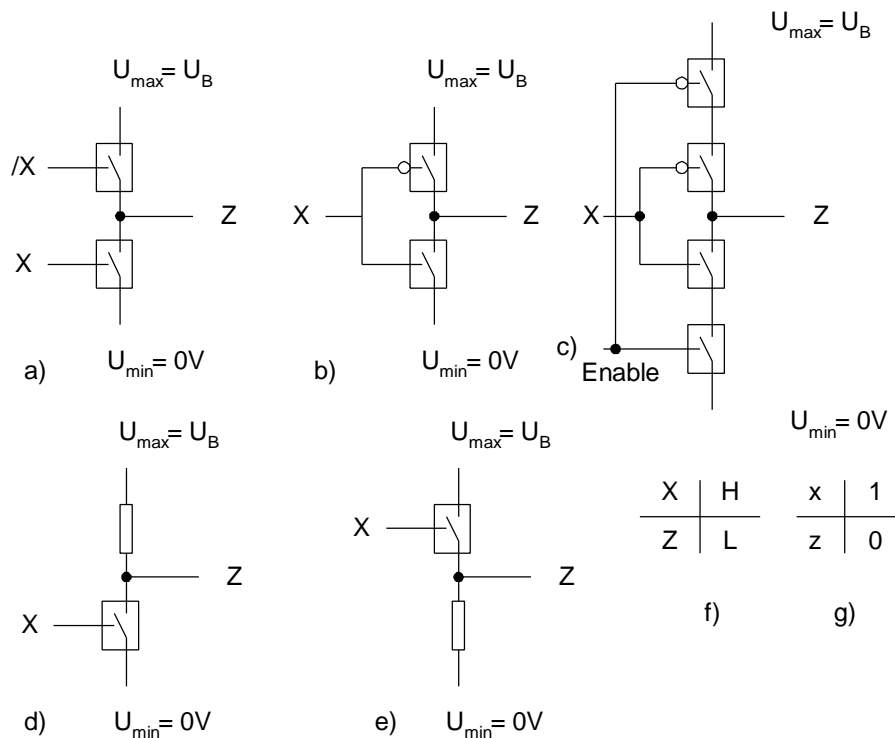 U_max= U_B
/X
Z
X
U_min= 0V
a)
U_max= U_B
X
Z
U_min= 0V
b)
U_max= U_B
X
Z
c)
Enable
U_min= 0V
U_max= U_B
Z
X
U_min= 0V
d)
U_max= U_B
X
Z
U_min= 0V
e)
X H
Z L
f)
x 1
z 0
g)